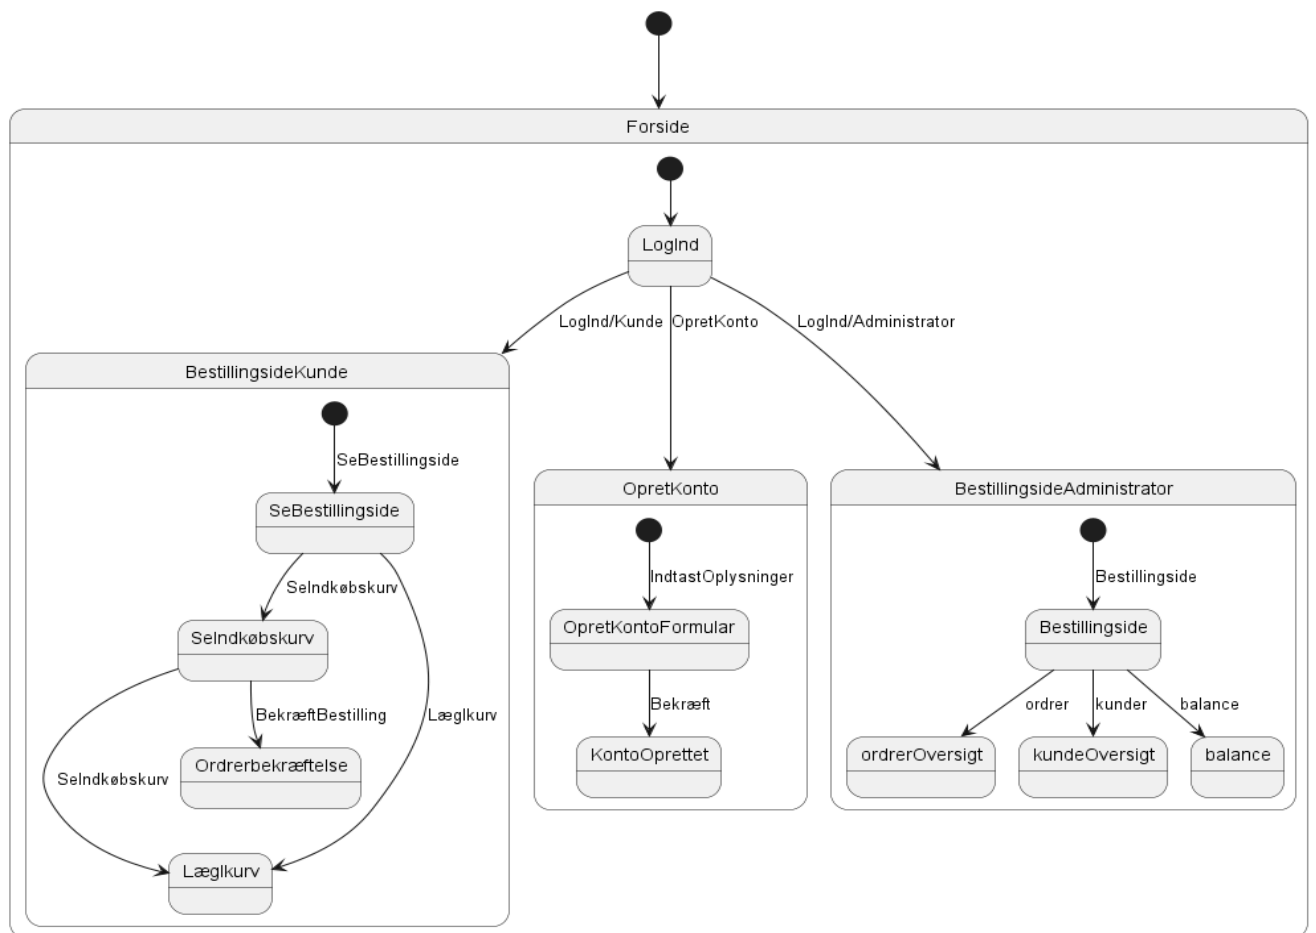 Forside
LogInd
LogInd/Kunde
OpretKonto
LogInd/Administrator
BestillingsideKunde
SeBestillingside
SeBestillingside
SeIndkøbskurv
SeIndkøbskurv
LægIkurv
BekræftBestilling
SeIndkøbskurv
Ordrerbekræftelse
LægIkurv
OpretKonto
IndtastOplysninger
OpretKontoFormular
Bekræft
KontoOprettet
BestillingsideAdministrator
Bestillingside
Bestillingside
ordrer
kunder
balance
ordrerOversigt
kundeOversigt
balance